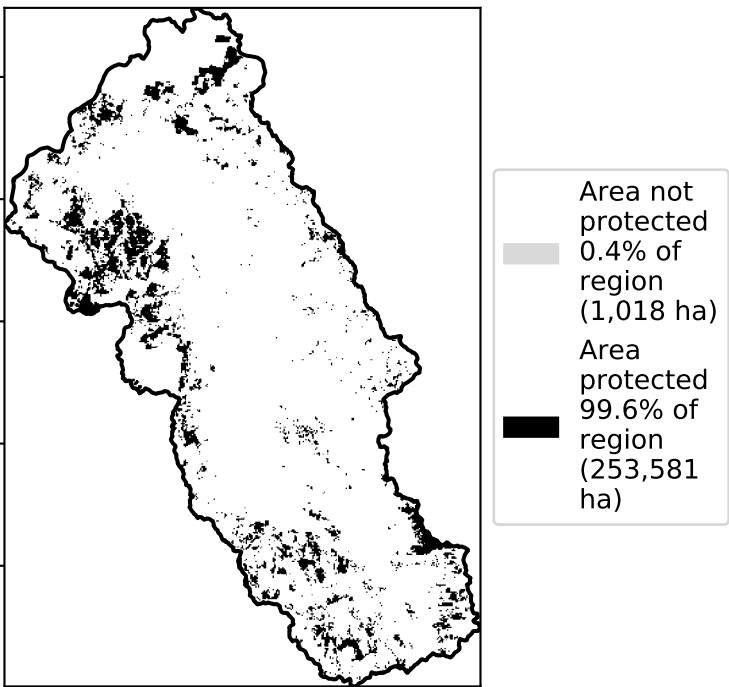 Area not
protected
0.4% of
region
(1,018 ha)
Area
protected
99.6% of
region
(253,581
ha)